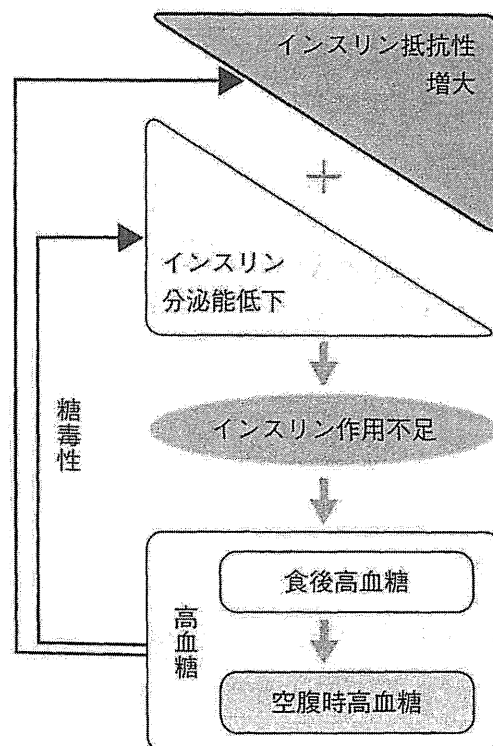 インスリン抵抗性
増大
+
インスリン
分泌能低下
インスリン作用不足
糖毒性
高血糖
食後高血糖
空腹時高血糖